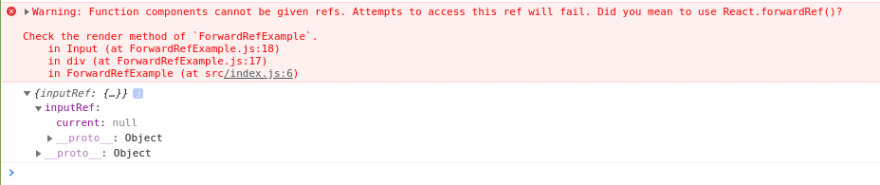 Warning: Function components cannot be given refs. Attempts to access this ref will fail. Did you mean to use React.forwardRef()?
Check the render method of `ForwardRefExample`.
in Input (at ForwardRefExample.js:18)
in div (at ForwardRefExample.js:17)
in ForwardRefExample (at src/index.js:6)
{inputRef: {…}} i
inputRef:
current: null
__proto__: Object
__proto__: Object